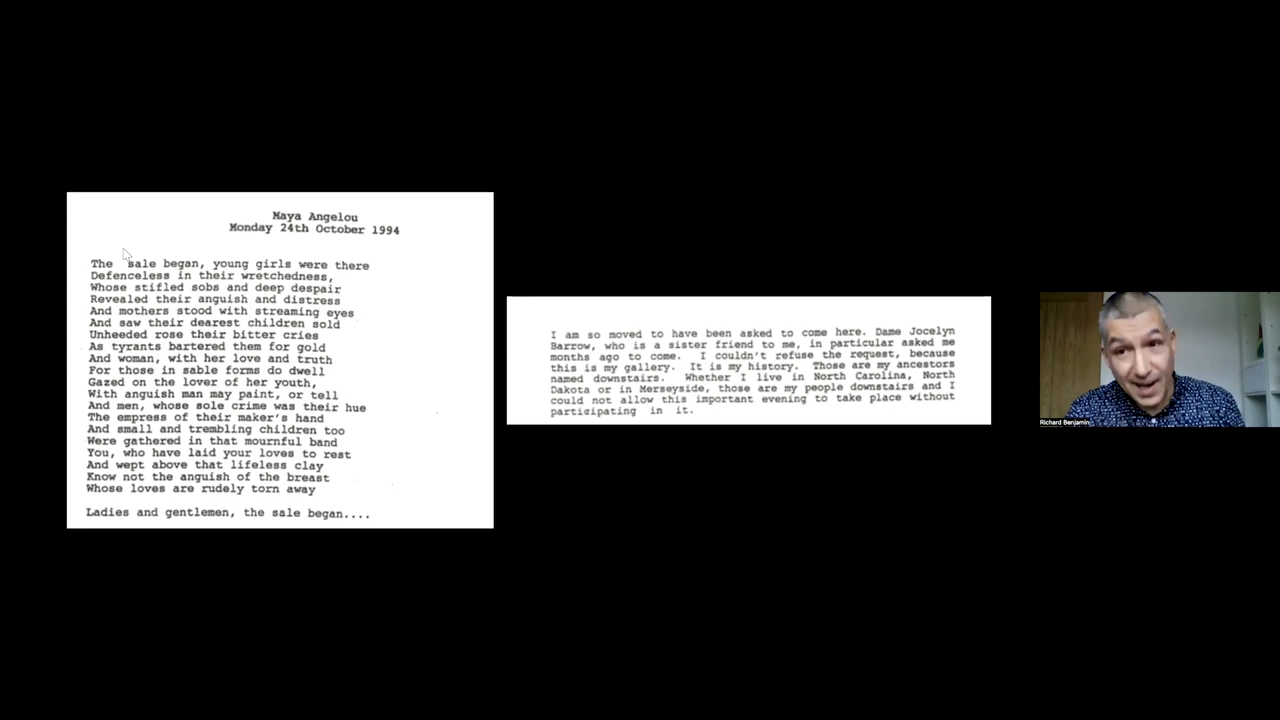 Maya Angelou
Monday 24th October 1994
The sale began, young girls were there
Defenceless in their wretchedness,
Whose stifled sobs and deep despair
Revealed their anguish and distress
And mothers stood with streaming eyes
And saw their dearest children sold
Unheeded rose their bitter cries
As tyrants bartered them for gold
And woman, with her love and truth
For those in sable forms do dwell
Gazed on the lover of her youth,
With anguish man may paint, or tell
And men, whose sole crime was their hue
The empress of their maker's hand
And small and trembling children too
Were gathered in that mournful band
You, who have laid your loves to rest
And wept above that lifeless clay
Know not the anguish of the breast
Whose loves are rudely torn away
Ladies and gentlemen, the sale began....
I am so moved to have been asked to come here. Dame Jocelyn
Barrow, who is a sister friend to me, in particular asked me
months ago to come. I couldn't refuse the request, because
this is my gallery. It is my history. Those are my ancestors
named downstairs. Whether I live in North Carolina, North
Dakota or in Merseyside, those are my people downstairs and I
could not allow this important evening to take place without
participating in it.
Richard Benjamin